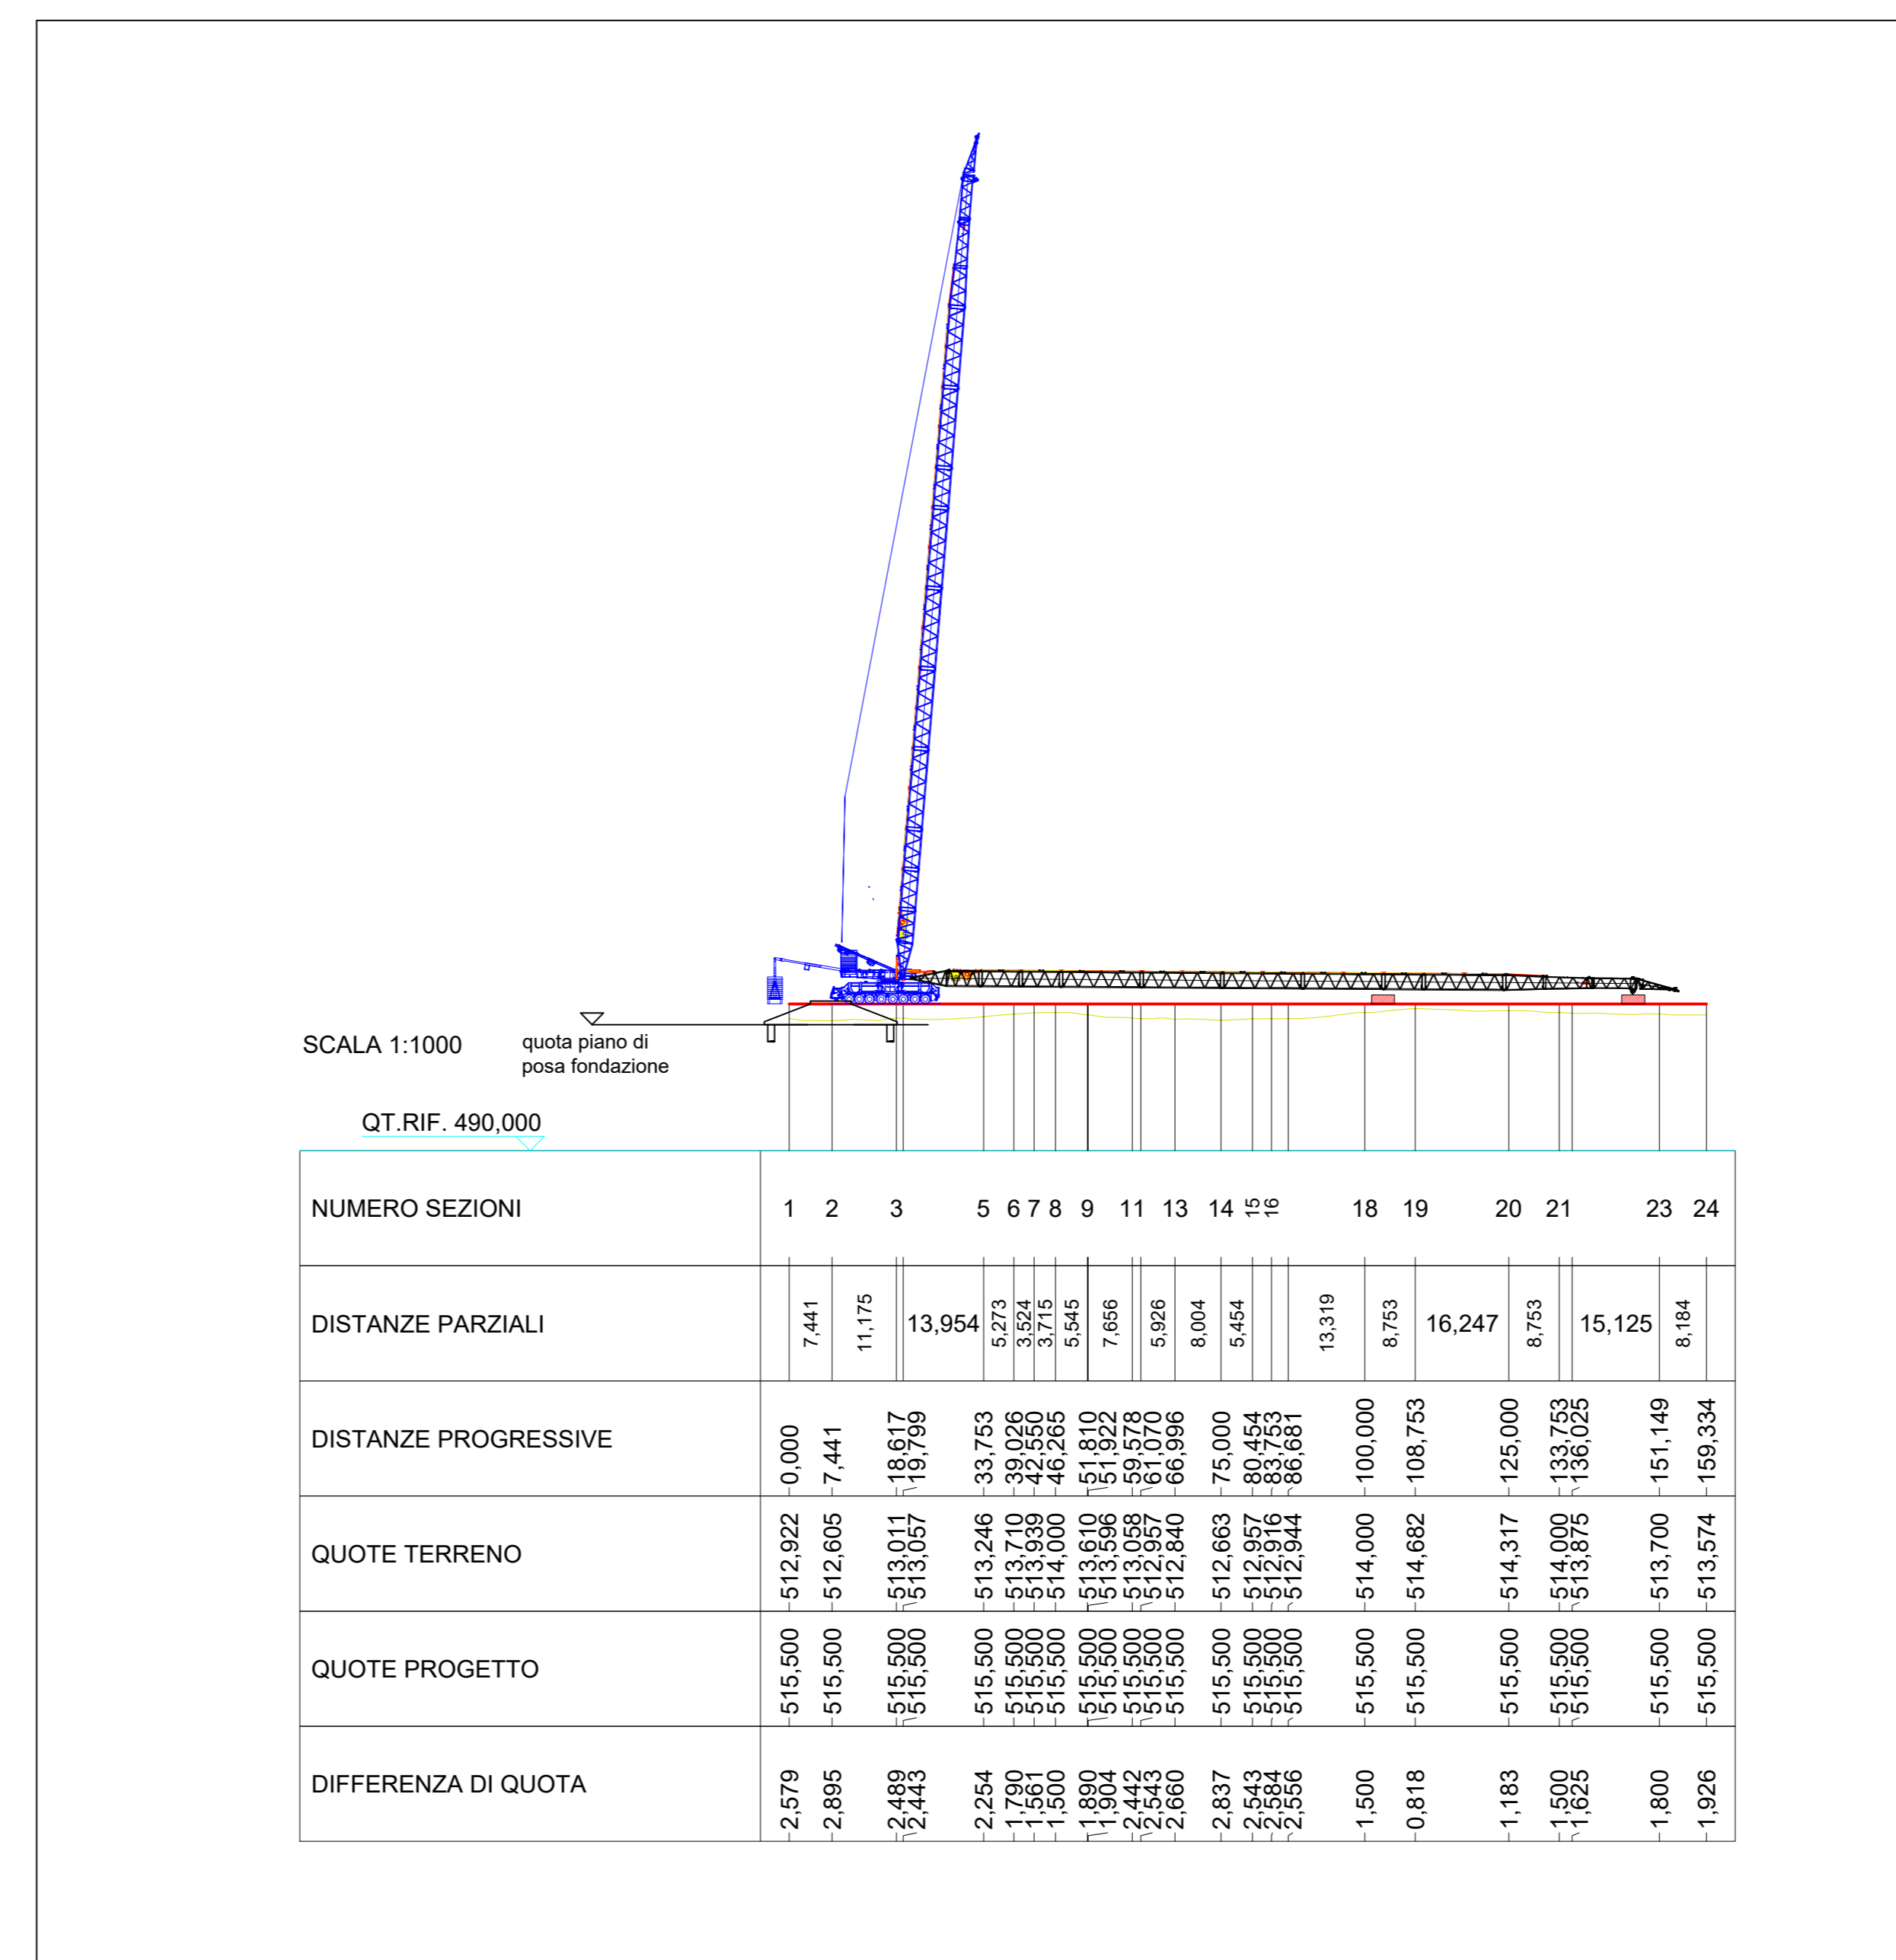 SCALA 1:1000
quota piano di
posa fondazione
QT.RIF. 490,000
NUMERO SEZIONI 1 2 3 5 6 7 8 9 11 13 14 15 16 18 19 20 21 23 24
DISTANZE PARZIALI 7,441 11,175 13,954 5,273 3,524 3,715 5,545 7,656 5,926 8,004 5,454 13,319 8,753 16,247 8,753 15,125 8,184
DISTANZE PROGRESSIVE 0,000 7,441 18,617 19,799 33,753 39,026 42,550 46,265 51,810 51,922 59,578 61,070 66,996 75,000 80,454 83,753 86,681 100,000 108,753 125,000 133,753 136,025 151,149 159,334
QUOTE TERRENO 512,922 512,605 513,011 513,057 513,246 513,710 513,939 514,000 513,610 513,596 513,058 512,957 512,840 512,663 512,957 512,916 512,944 514,000 514,682 514,317 514,000 513,875 513,700 513,574
QUOTE PROGETTO 515,500 515,500 515,500 515,500 515,500 515,500 515,500 515,500 515,500 515,500 515,500 515,500 515,500 515,500 515,500 515,500 515,500 515,500 515,500 515,500 515,500 515,500 515,500 515,500
DIFFERENZA DI QUOTA 2,579 2,895 2,489 2,443 2,254 1,790 1,561 1,500 1,890 1,904 2,442 2,543 2,660 2,837 2,543 2,584 2,556 1,500 0,818 1,183 1,500 1,625 1,800 1,926